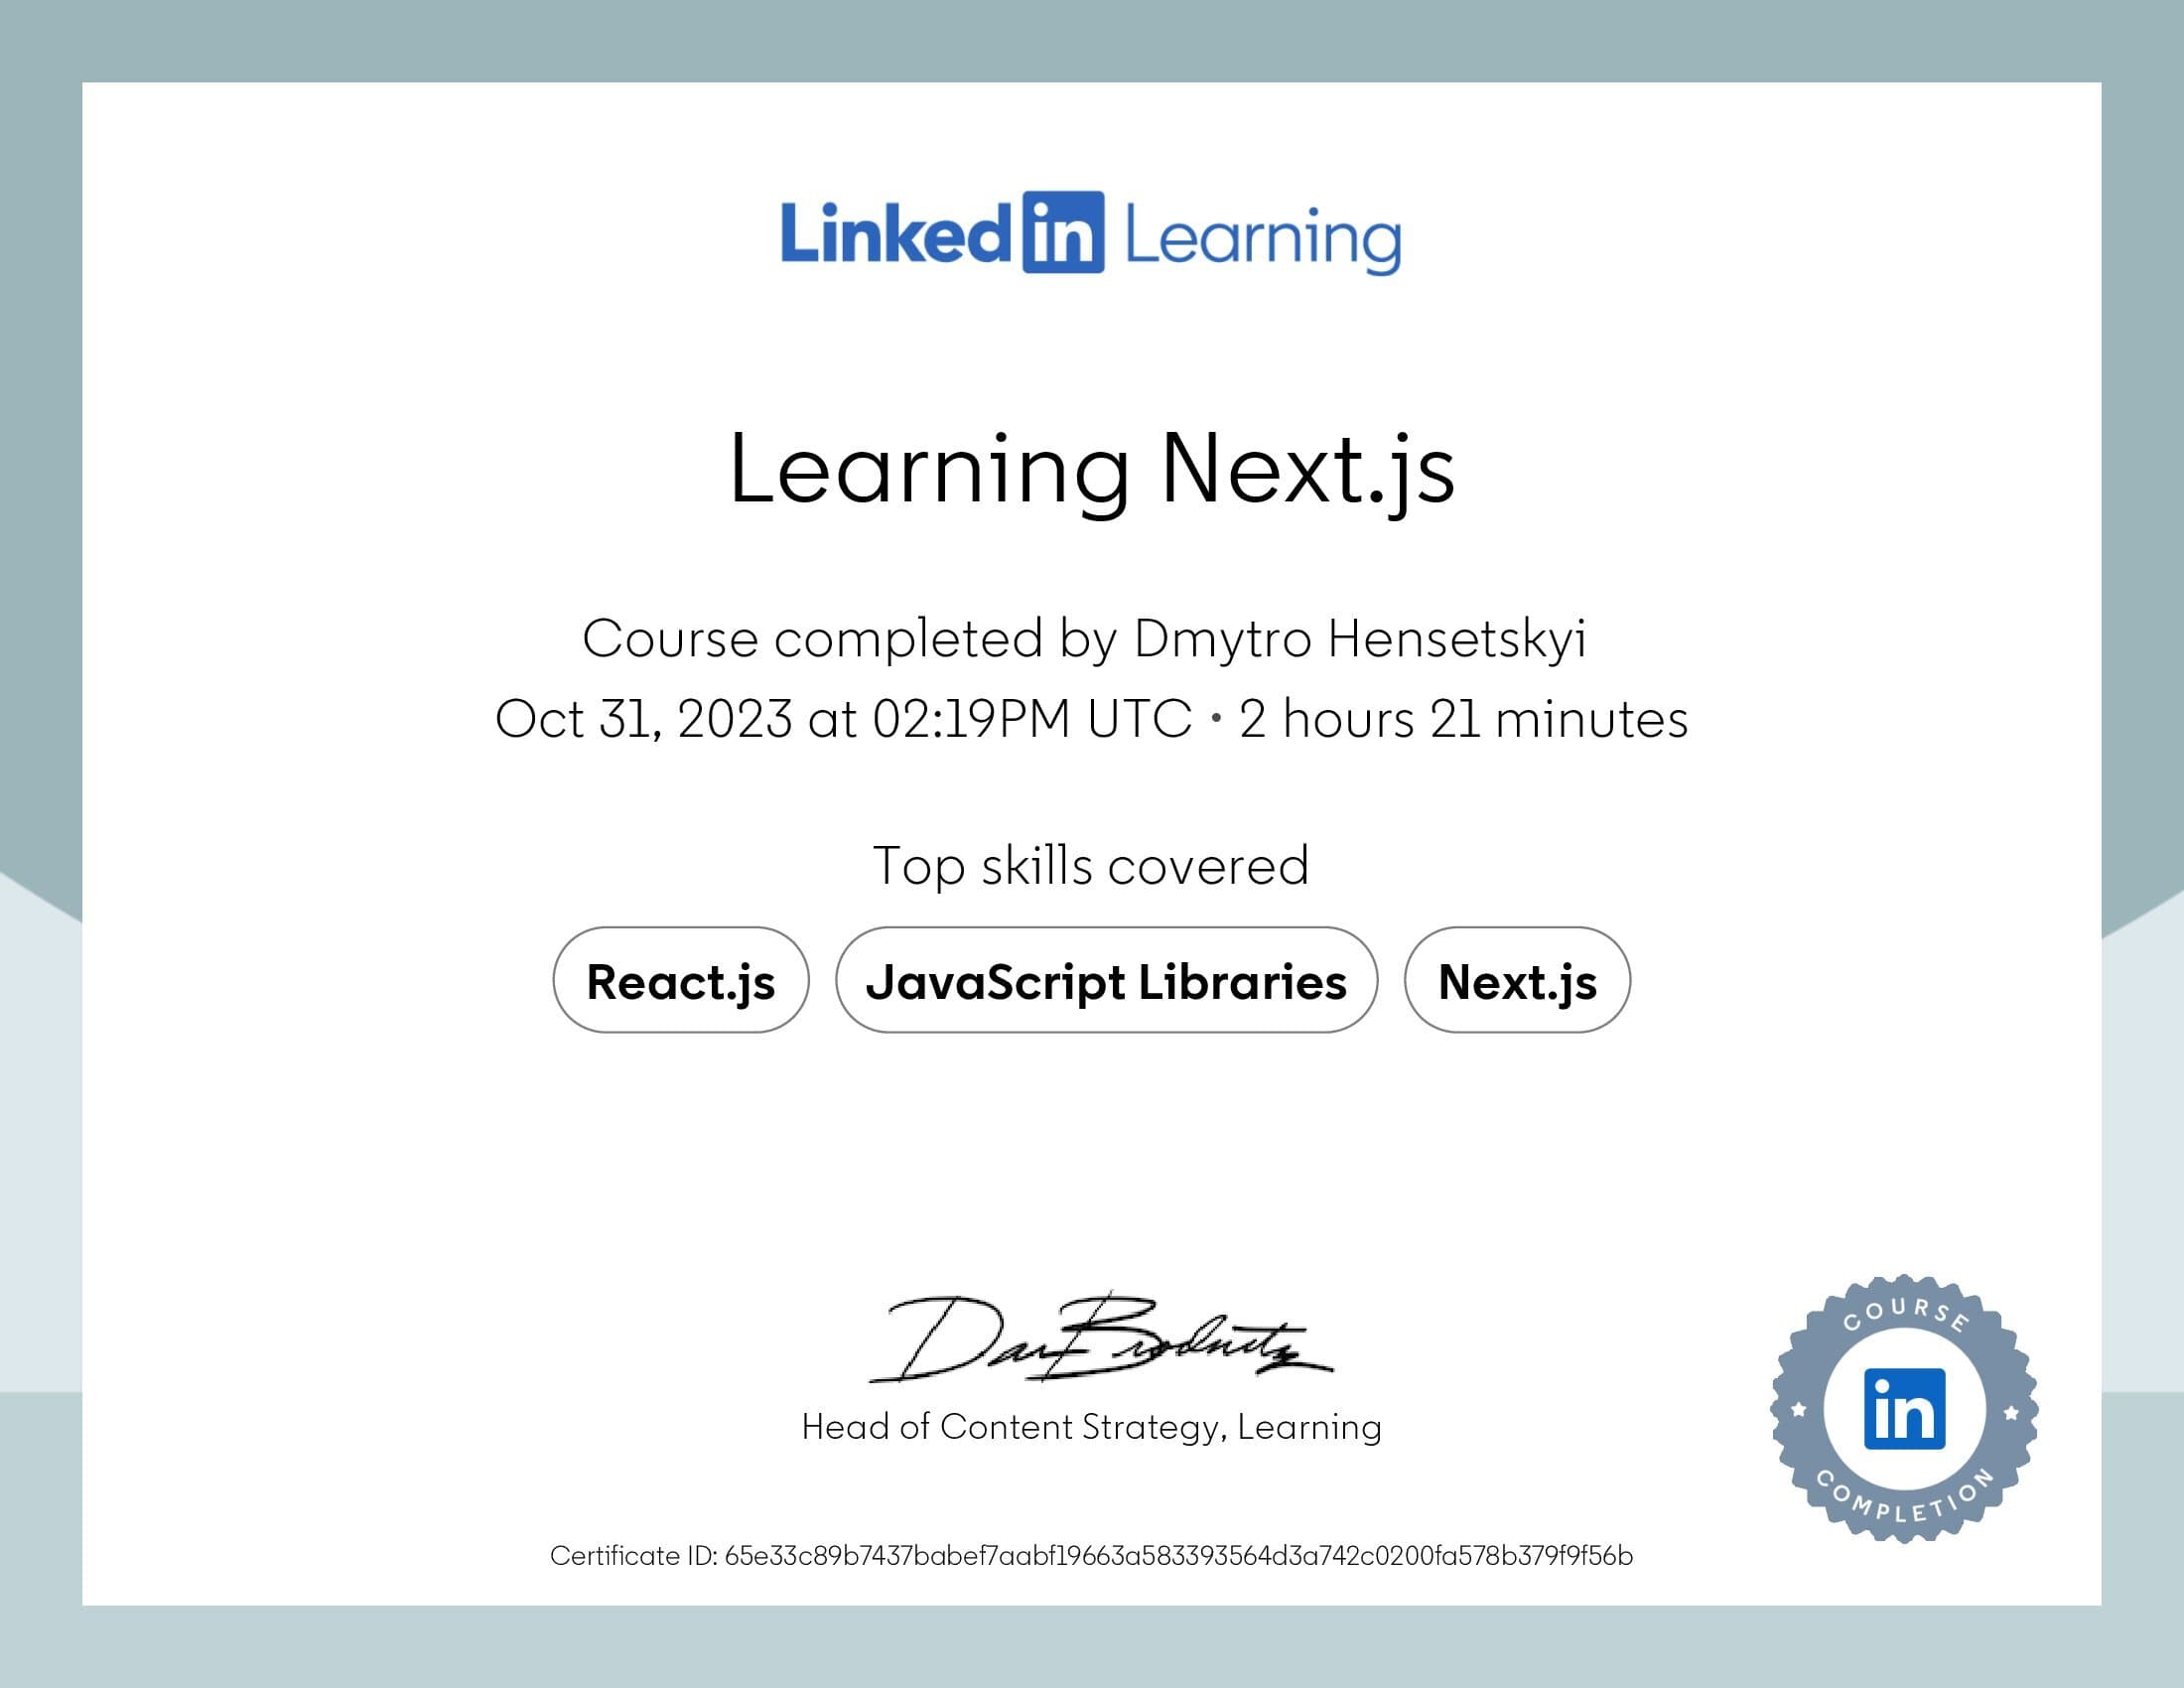 LinkedIn Learning
Learning Next.js
Course completed by Dmytro Hensetskyi
Oct 31, 2023 at 02:19PM UTC • 2 hours 21 minutes
Top skills covered
React.js JavaScript Libraries Next.js
Head of Content Strategy, Learning
COURSE
in
COMPLETION
Certificate ID: 65e33c89b7437babef7aabf19663a583393564d3a742c0200fa578b379f9f56b